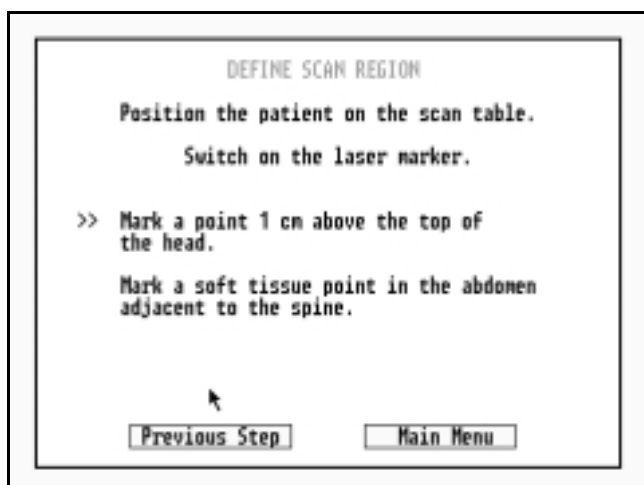 DEFINE SCAN REGION
Position the patient on the scan table.
Switch on the laser marker.
>> Mark a point 1 cm above the top of
the head.
Mark a soft tissue point in the abdomen
adjacent to the spine.
Previous Step
Main Menu